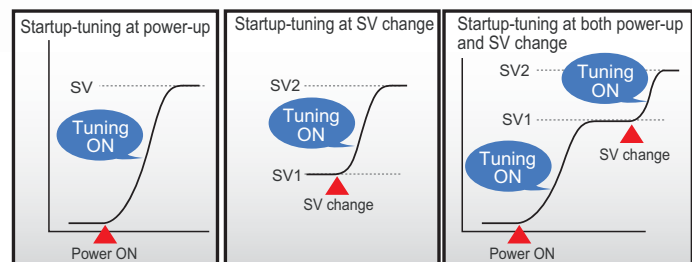 Startup-tuning at power-up
SV
Tuning
ON
Power ON
Startup-tuning at SV change
SV2
Tuning
ON
SV1
SV change
Startup-tuning at both power-up
and SV change
SV2
Tuning
ON
SV1
SV change
Tuning
ON
Power ON